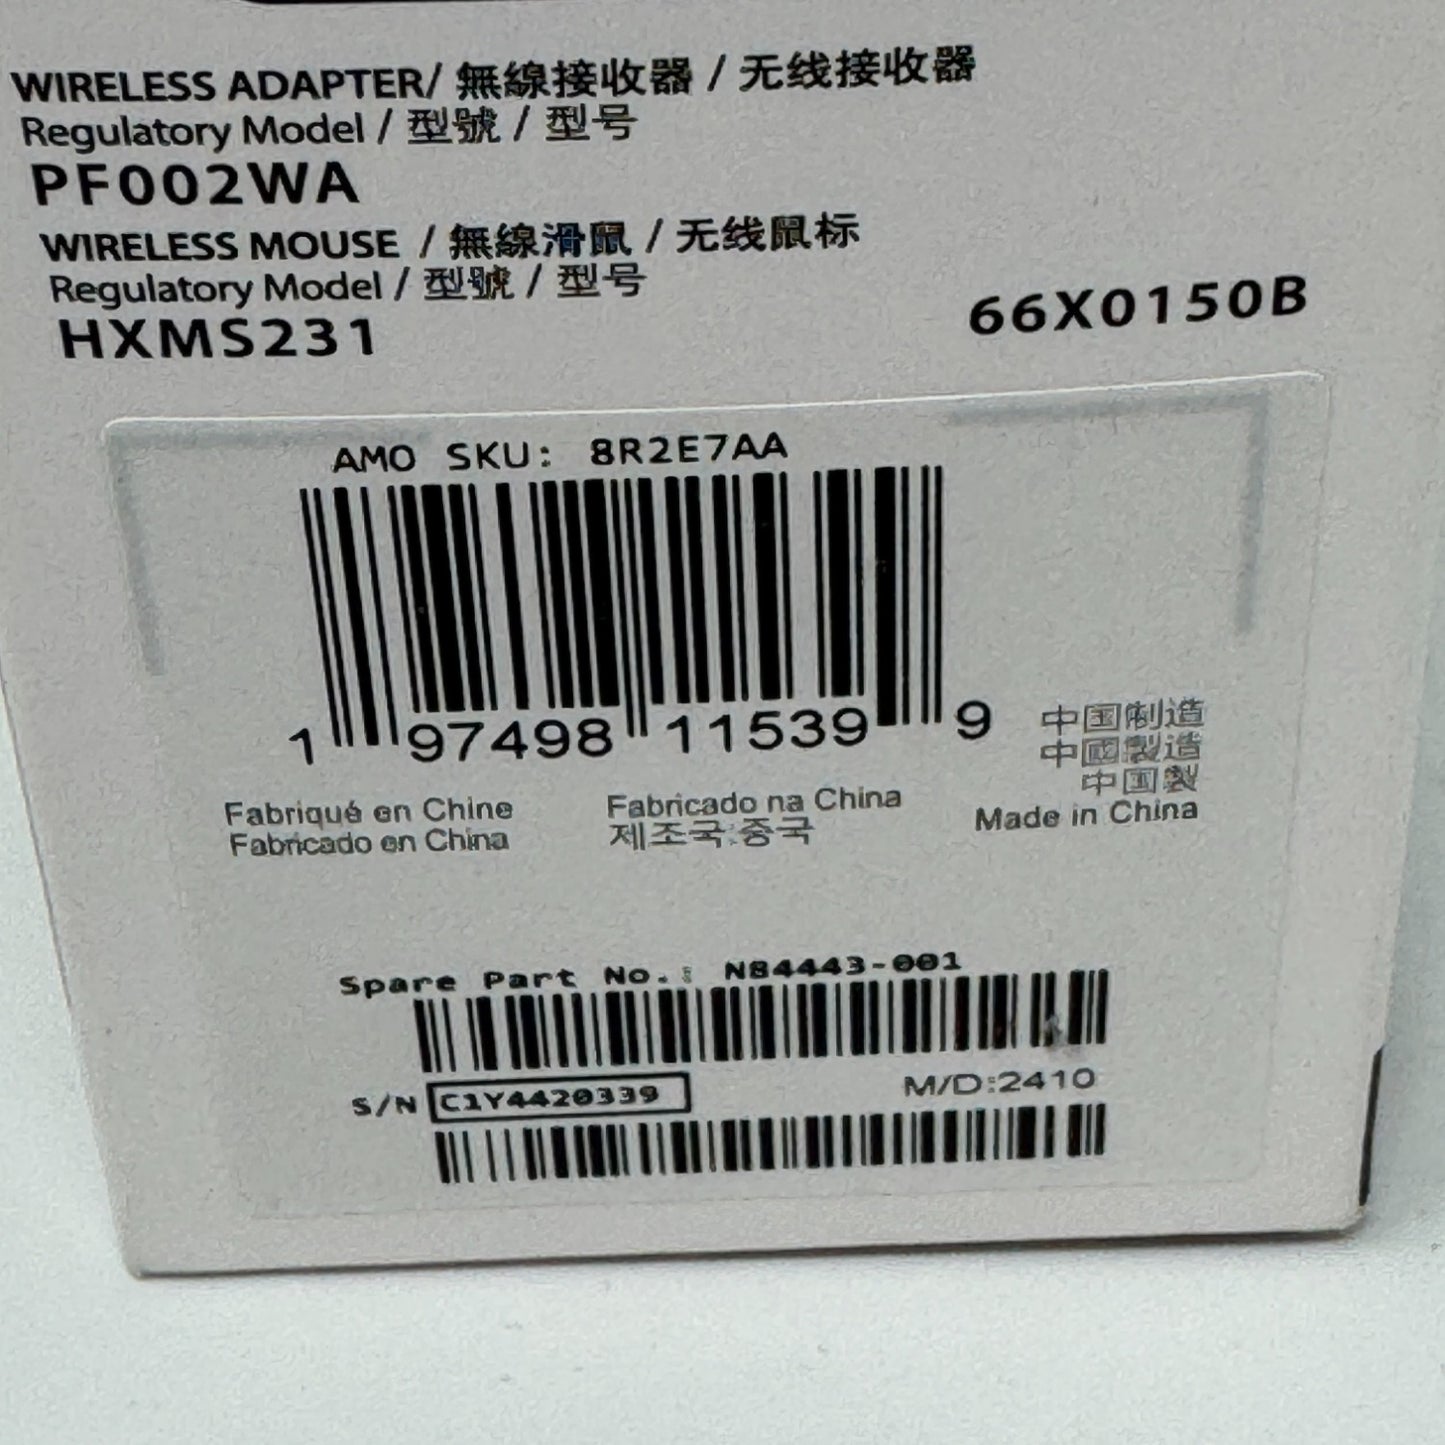 WIRELESS ADAPTER/ 無線接收器 / 无线接收器
Regulatory Model / 型號 / 型号
PF002WA
WIRELESS MOUSE / 無線滑鼠 / 无线鼠标
Regulatory Model / 型號 / 型号
HXMS231
66X0150B
AMO SKU: 8R2E7AA
1 97498 11539 9
中国制造
中國製造
中国製
Made in China
Fabriqué en Chine
Fabricado en China
Fabricado na China
제조국:중국
Spare Part No.: N84443-001
S/N C1Y4420339
M/D:2410